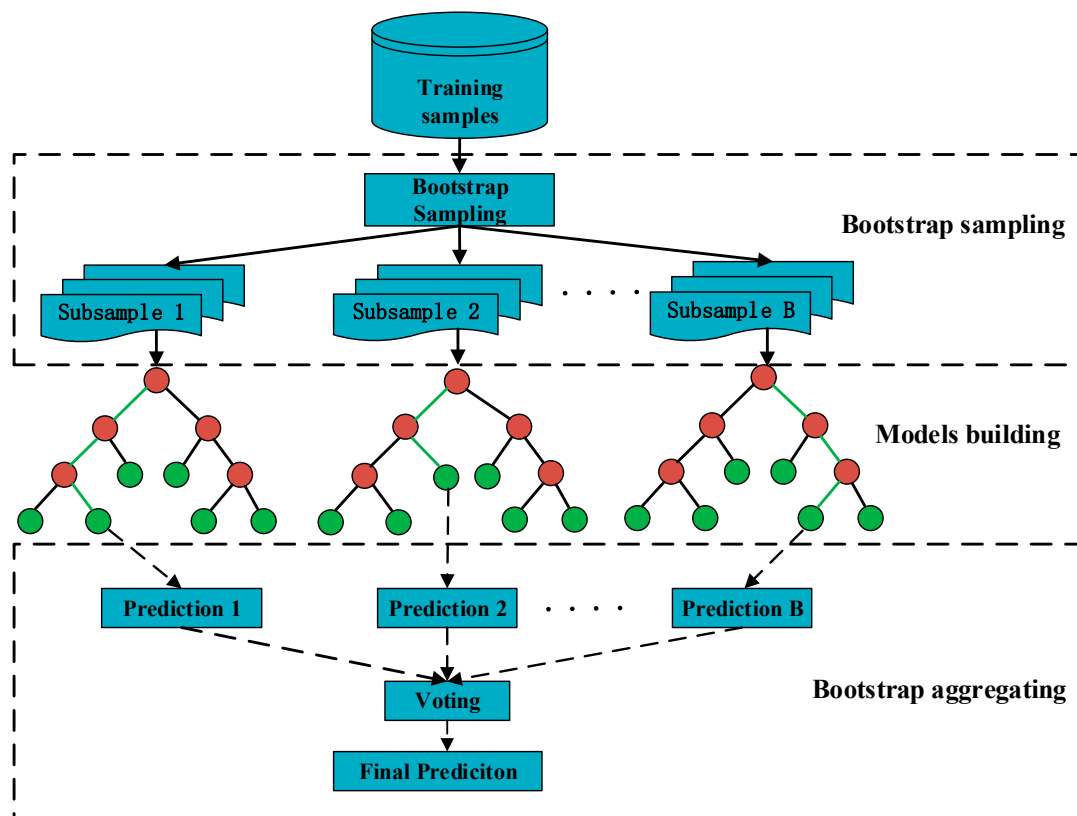 Training
samples
Bootstrap
Sampling
Bootstrap sampling
Subsample 1
Subsample 2
. . . .
Subsample B
Models building
Prediction 1
Prediction 2
. . . .
Prediction B
Voting
Bootstrap aggregating
Final Prediciton